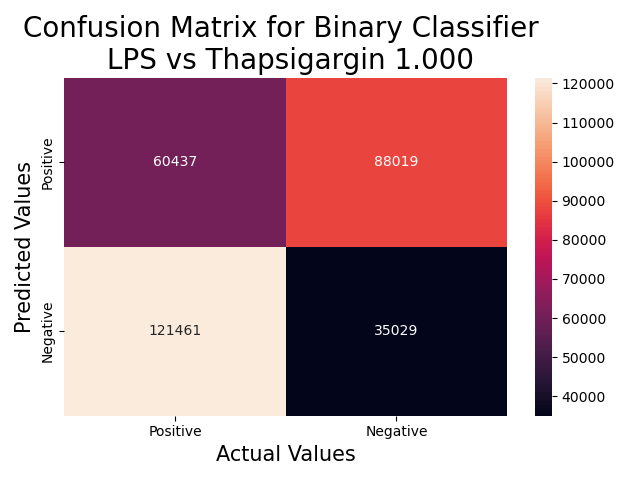 Confusion Matrix for Binary Classifier
LPS vs Thapsigargin 1.000
Predicted Values
Positive
Negative
60437
88019
121461
35029
Positive
Negative
Actual Values
120000
110000
100000
90000
80000
70000
60000
50000
40000